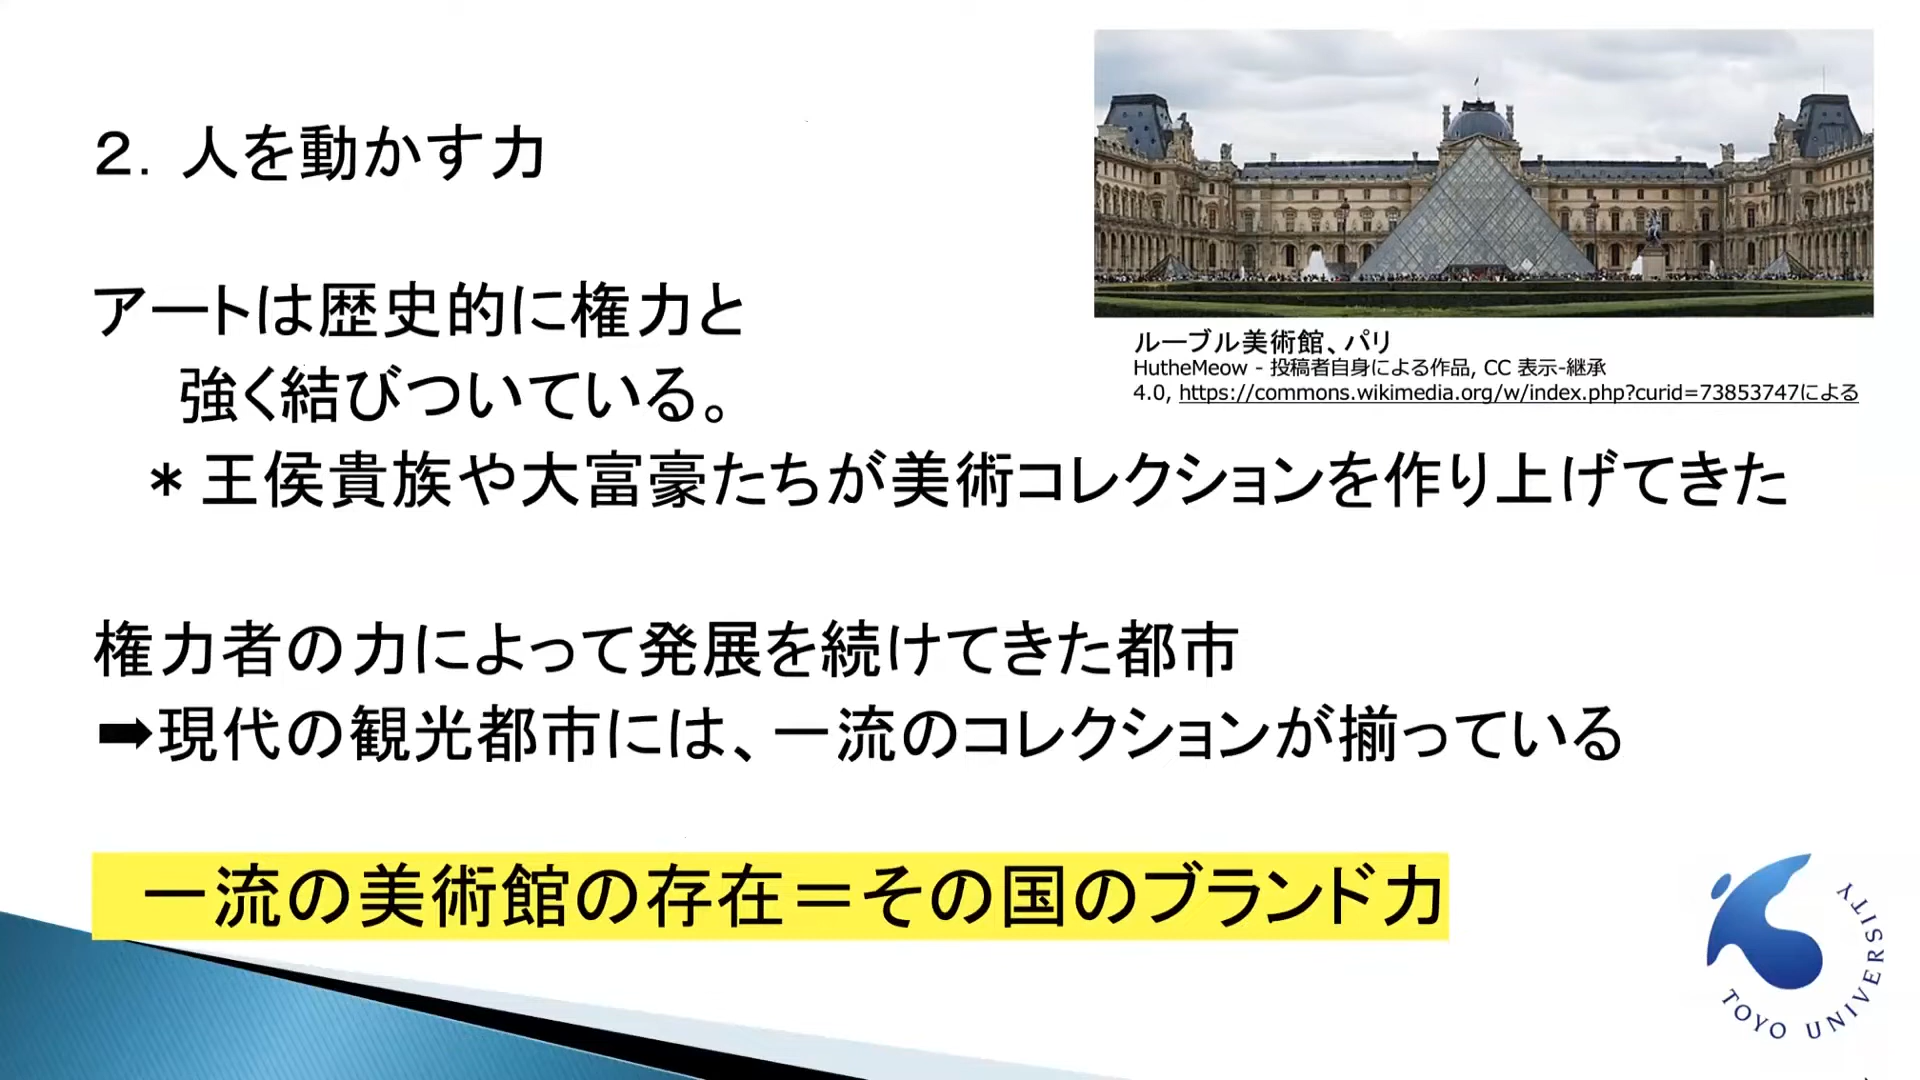 ２．人を動かす力
アートは歴史的に権力と
強く結びついている。
＊王侯貴族や大富豪たちが美術コレクションを作り上げてきた
ルーブル美術館、パリ
HutheMeow - 投稿者自身による作品, CC 表示-継承
4.0, https://commons.wikimedia.org/w/index.php?curid=73853747による
権力者の力によって発展を続けてきた都市
➡現代の観光都市には、一流のコレクションが揃っている
一流の美術館の存在＝その国のブランド力
TOYO UNIVERSITY